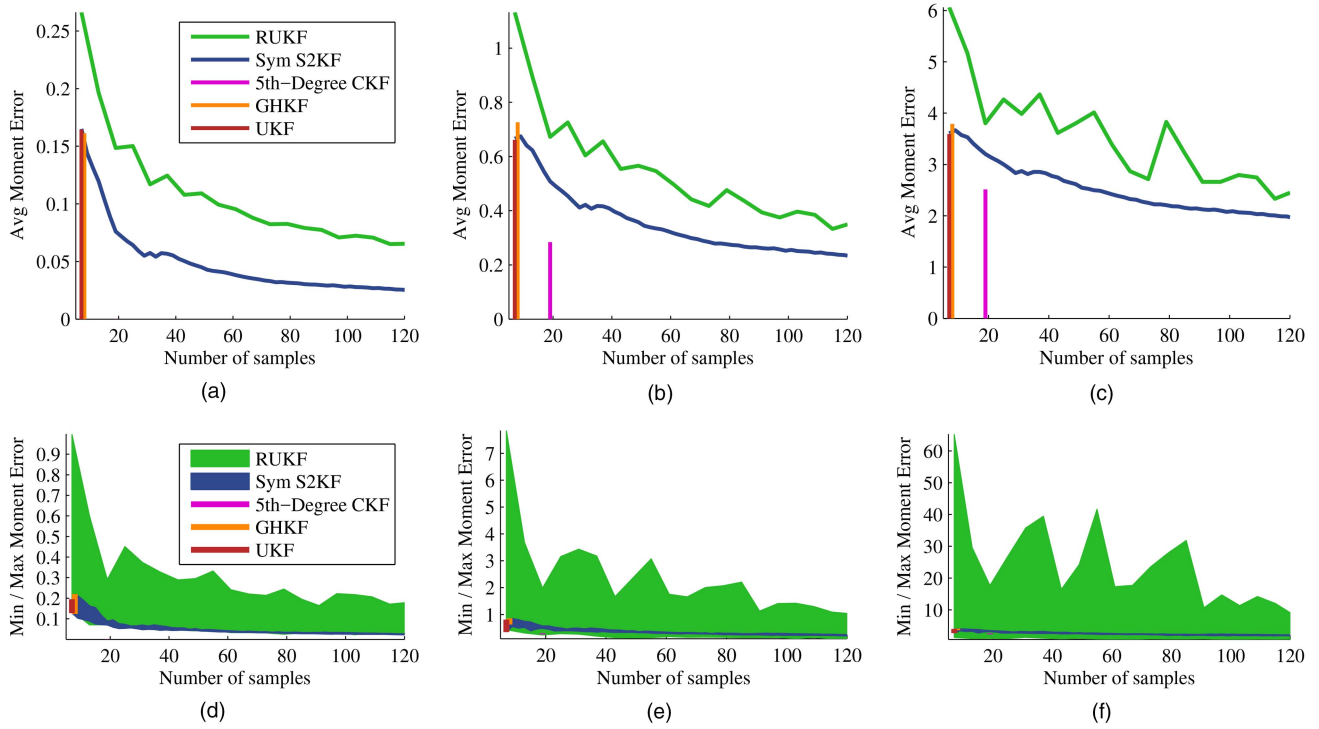 Avg Moment Error
0.25
0.2
0.15
0.1
0.05
0
20
40
60
80
100
120
Number of samples
RUKF
Sym S2KF
5th−Degree CKF
GHKF
UKF
(a)
Avg Moment Error
1
0.8
0.6
0.4
0.2
0
20
40
60
80
100
120
Number of samples
(b)
Avg Moment Error
6
5
4
3
2
1
0
20
40
60
80
100
120
Number of samples
(c)
Min / Max Moment Error
0.9
0.8
0.7
0.6
0.5
0.4
0.3
0.2
0.1
20
40
60
80
100
120
Number of samples
RUKF
Sym S2KF
5th−Degree CKF
GHKF
UKF
(d)
Min / Max Moment Error
7
6
5
4
3
2
1
20
40
60
80
100
120
Number of samples
(e)
Min / Max Moment Error
60
50
40
30
20
10
20
40
60
80
100
120
Number of samples
(f)